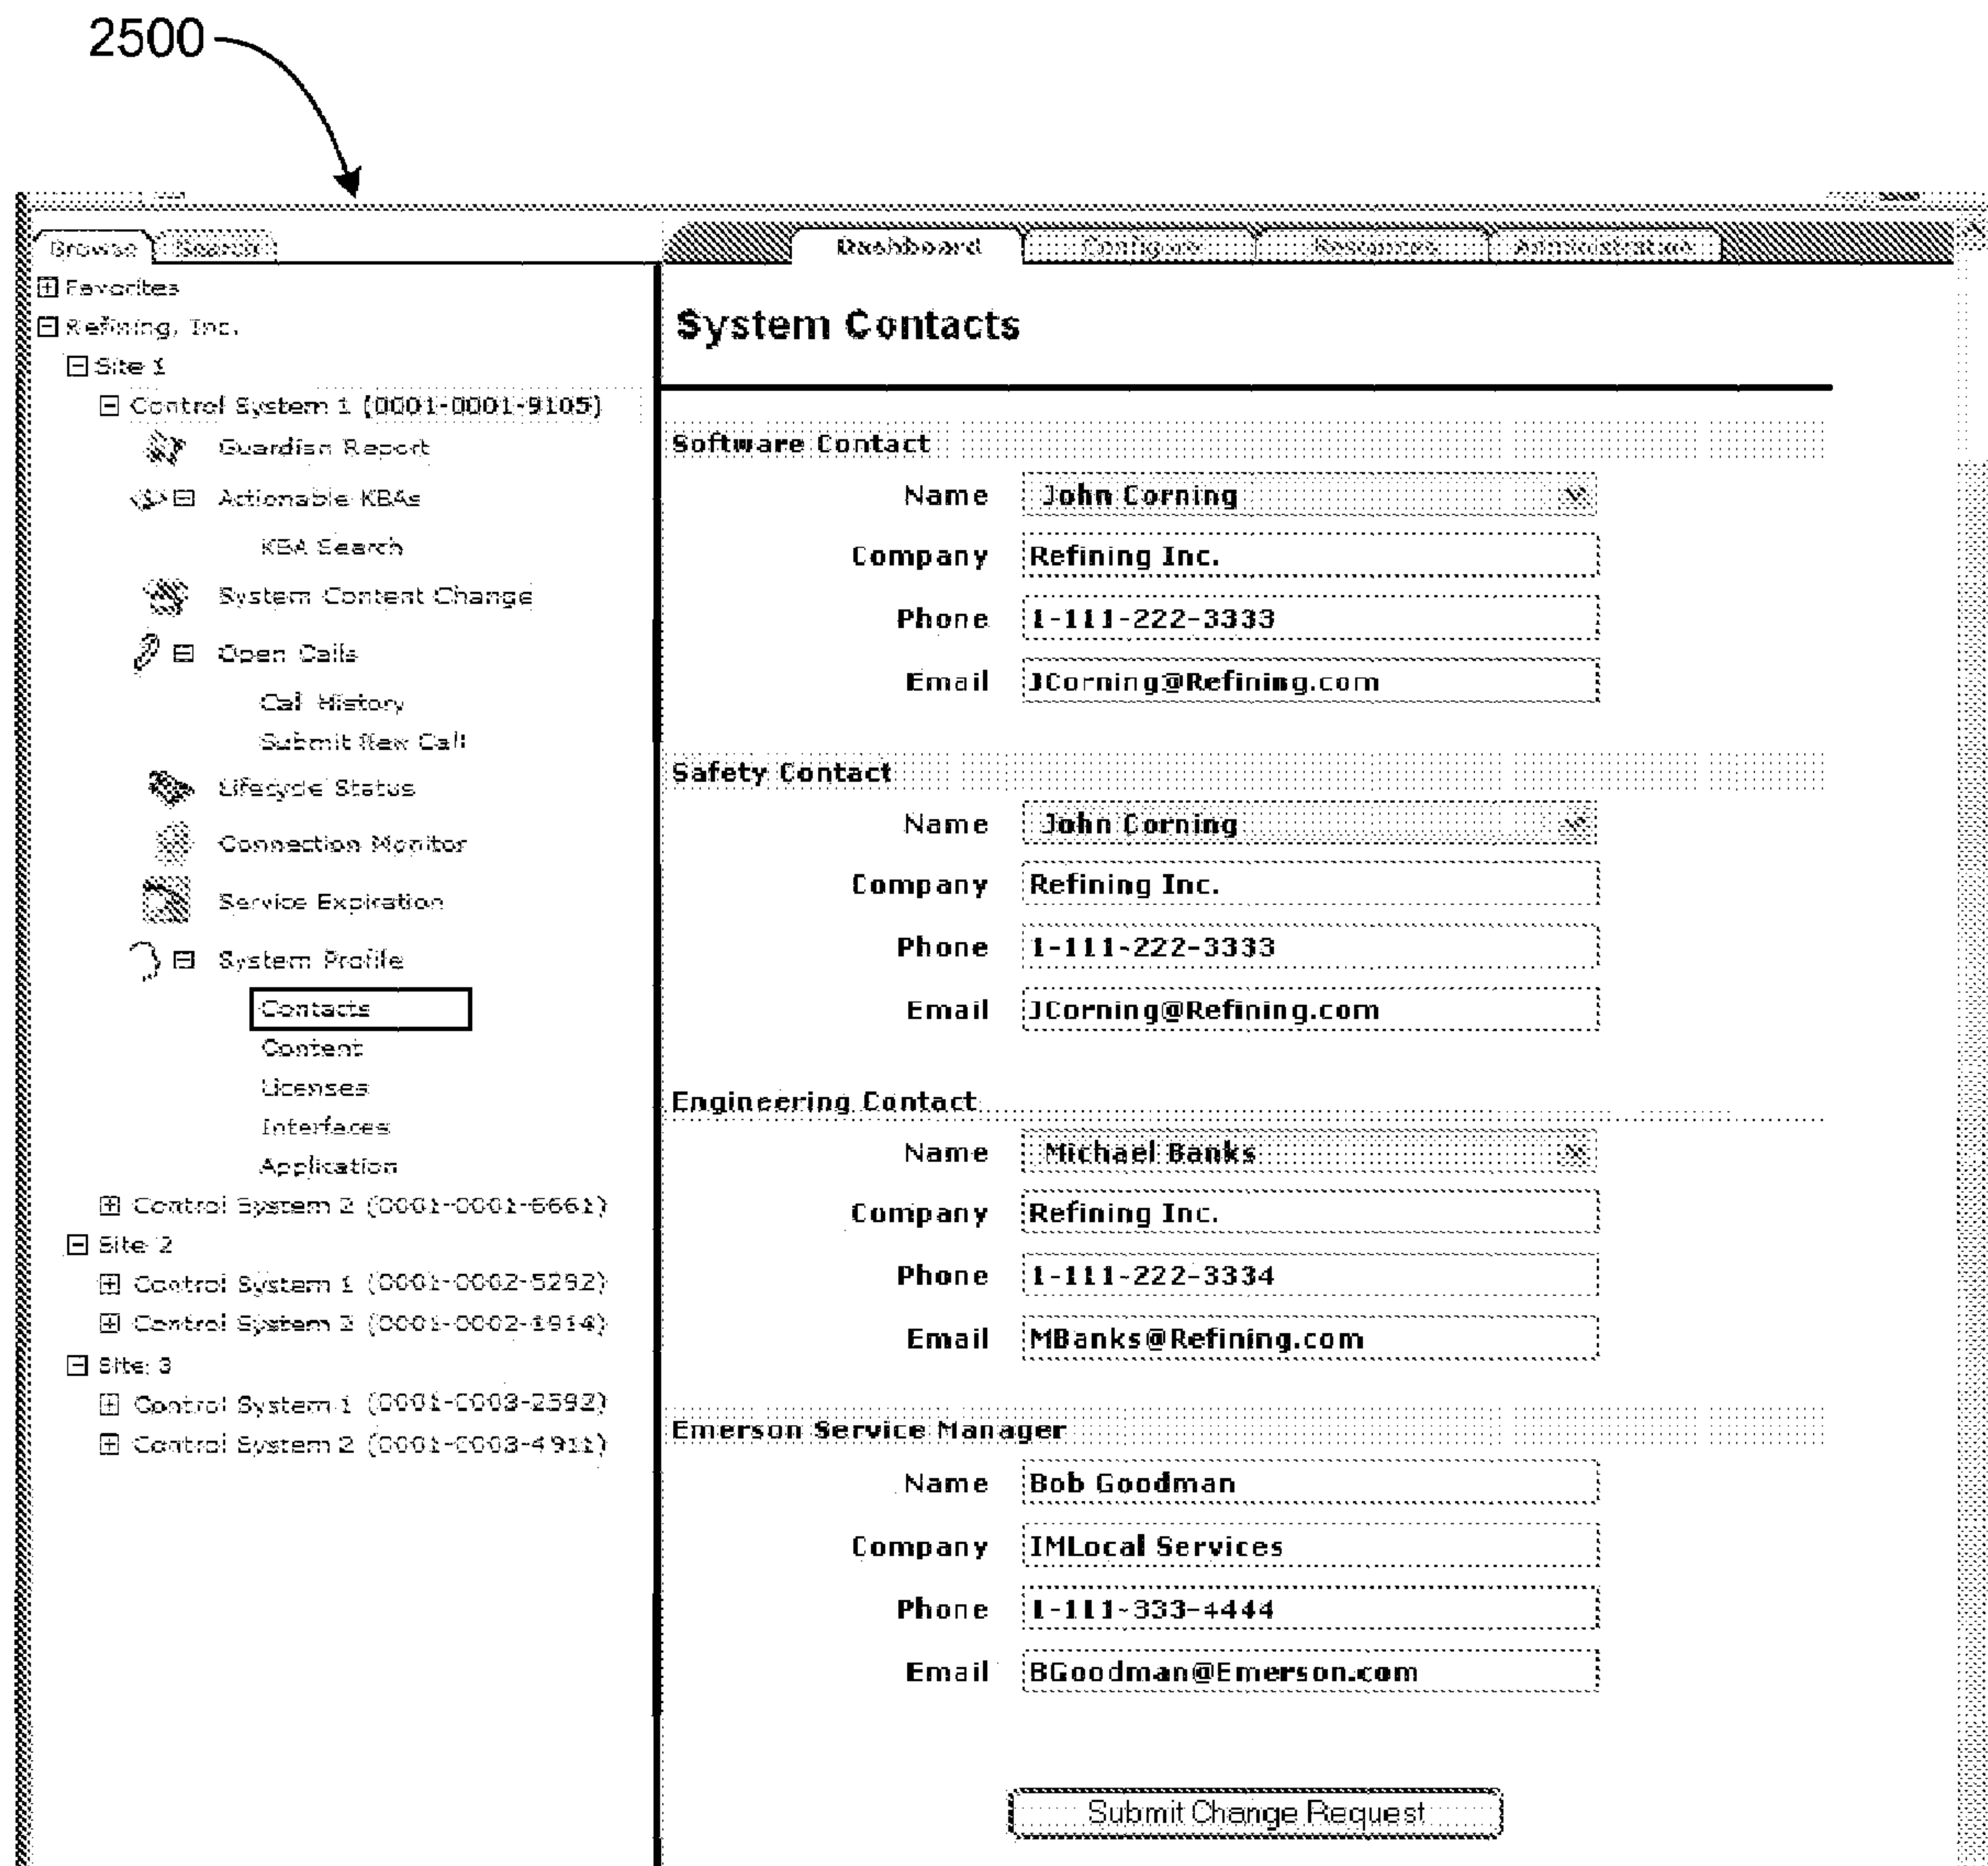 2500
Browse Search
Favorites
Refining, Inc.
Site 1
Control System 1 (0001-0001-9105)
Guardian Report
Actionable KBAs
KBA Search
System Content Change
Open Calls
Call History
Submit New Call
Lifecycle Status
Connection Monitor
Service Expiration
System Profile
Contacts
Content
Licenses
Interfaces
Application
Control System 2 (0001-0001-6661)
Site 2
Control System 1 (0001-0002-5292)
Control System 2 (0001-0002-1914)
Site 3
Control System 1 (0001-0003-2592)
Control System 2 (0001-0003-4911)
Dashboard Configure Resources Administration
System Contacts
Software Contact
Name John Corning
Company Refining Inc.
Phone 1-111-222-3333
Email JCorning@Refining.com
Safety Contact
Name John Corning
Company Refining Inc.
Phone 1-111-222-3333
Email JCorning@Refining.com
Engineering Contact
Name Michael Banks
Company Refining Inc.
Phone 1-111-222-3334
Email MBanks@Refining.com
Emerson Service Manager
Name Bob Goodman
Company IMLocal Services
Phone 1-111-333-4444
Email BGoodman@Emerson.com
Submit Change Request